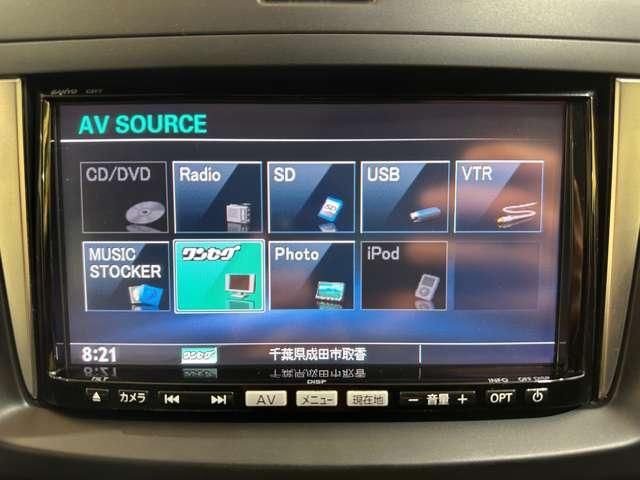 SANYO
AV SOURCE
CD/DVD Radio SD USB VTR
MUSIC STOCKER ワンセグ Photo iPod
8:21 ワンセグ 千葉県成田市取香
DISP INFO
カメラ AV メニュー 現在地 − 音量 + OPT